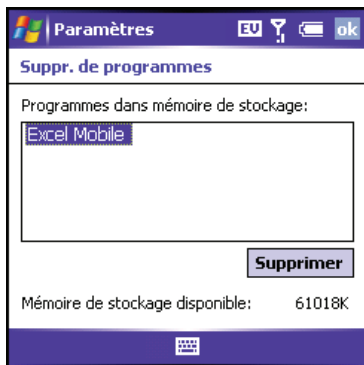 Paramètres EU ok
Suppr. de programmes
Programmes dans mémoire de stockage:
Excel Mobile
Supprimer
Mémoire de stockage disponible: 61018K